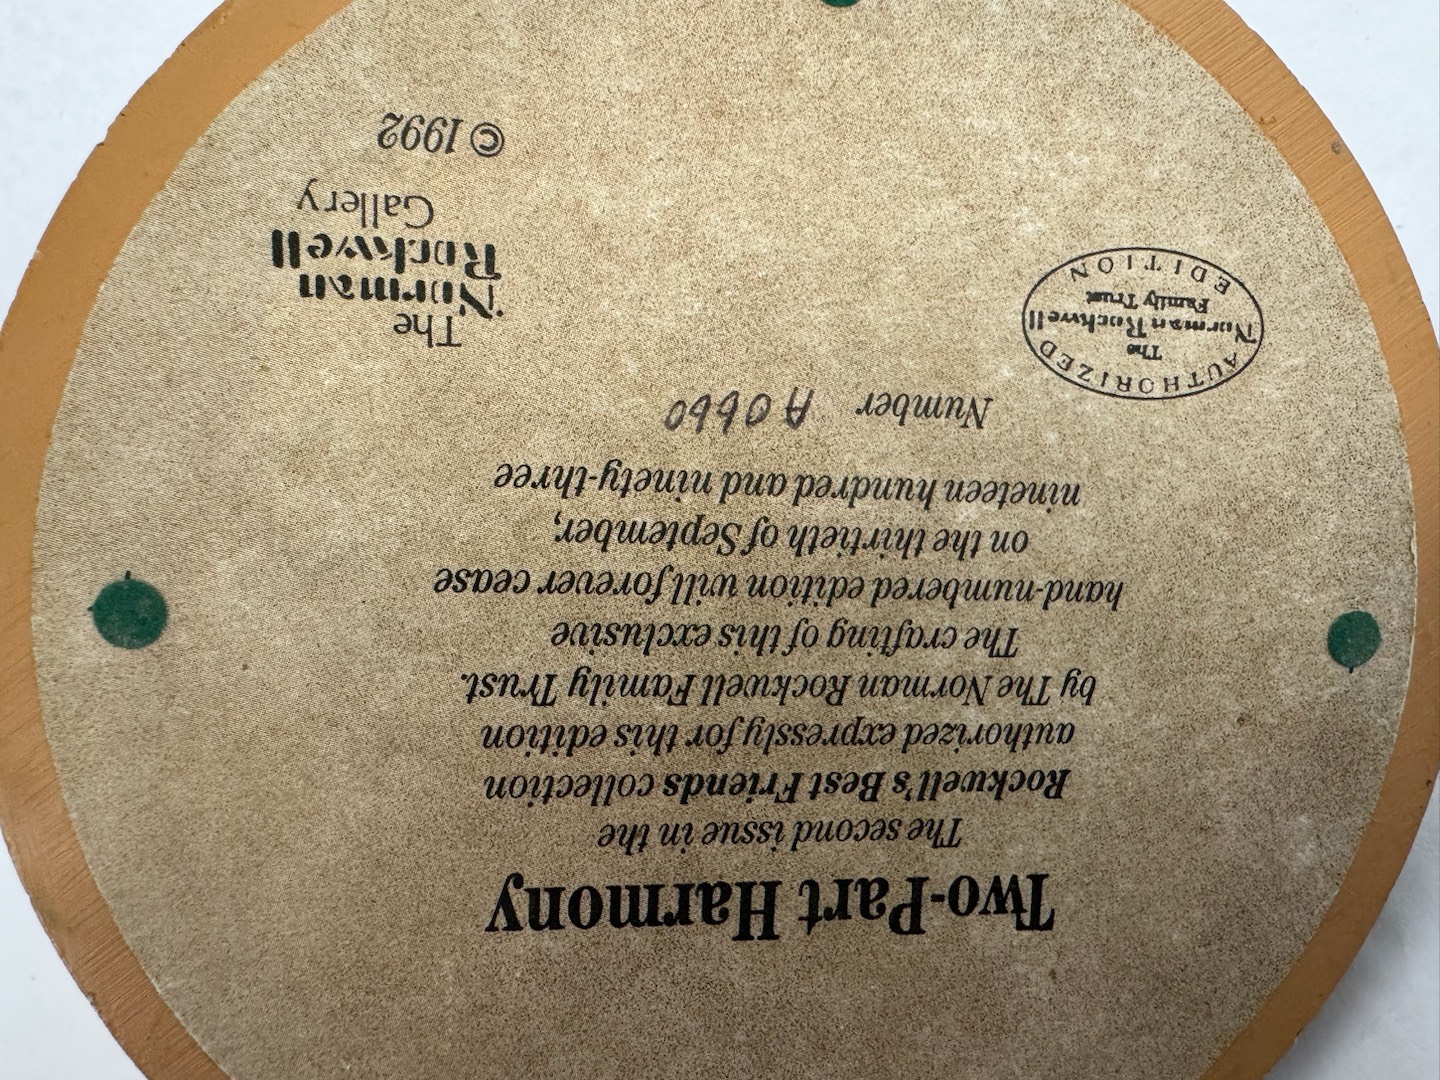 Two-Part Harmony
The second issue in the
Rockwell's Best Friends collection
authorized expressly for this edition
by The Norman Rockwell Family Trust.
The crafting of this exclusive
hand-numbered edition will forever cease
on the thirtieth of September,
nineteen hundred and ninety-three
Number A0660
AUTHORIZED
The
Norman Rockwell
Family Trust
EDITION
The
Norman
Rockwell
Gallery
© 1992